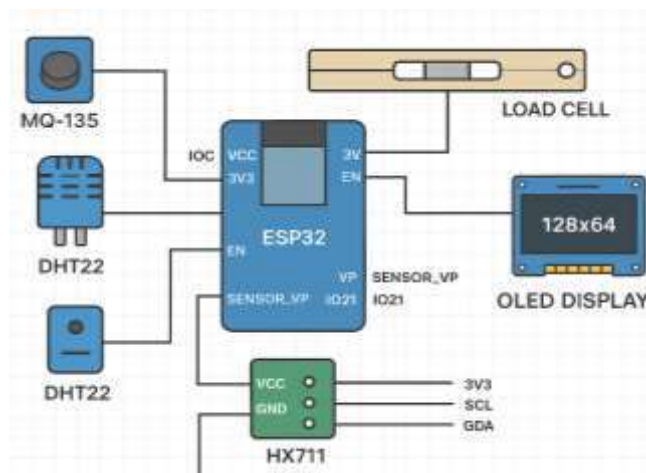 MQ-135
LOAD CELL
IOC
VCC
3V
3V3
EN
ESP32
DHT22
128x64
EN
VP
SENSOR_VP
SENSOR_VP
IO21
IO21
OLED DISPLAY
DHT22
VCC
3V3
GND
SCL
GDA
HX711